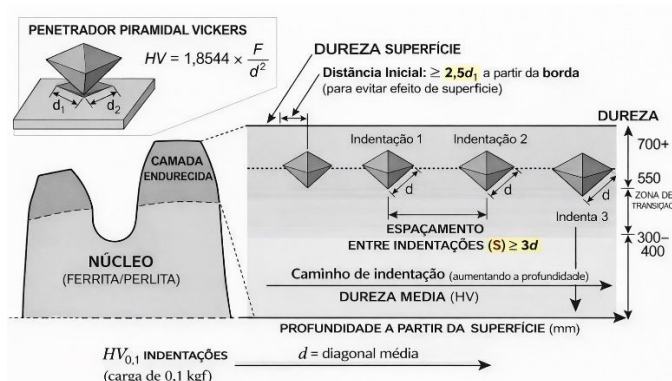 PENETRADOR PIRAMIDAL VICKERS
HV = 1,8544 × F/d²
d₁ d₂
DUREZA SUPERFÍCIE
Distância Inicial: ≥ 2,5d₁ a partir da borda
(para evitar efeito de superfície)
DUREZA
Indentação 1 Indentação 2
700+
550
d d d
ZONA DE
TRANSIÇAO
Indenta 3
CAMADA
ENDURECIDA
ESPAÇAMENTO
ENTRE INDENTAÇÕES (S) ≥ 3d
300–
400
NÚCLEO
(FERRITA/PERLITA)
Caminho de indentação (aumentando a profundidade)
DUREZA MEDIA (HV)
PROFUNDIDADE A PARTIR DA SUPERFÍCIE (mm)
HV₀,₁ INDENTAÇÕES
(carga de 0,1 kgf)
d = diagonal média